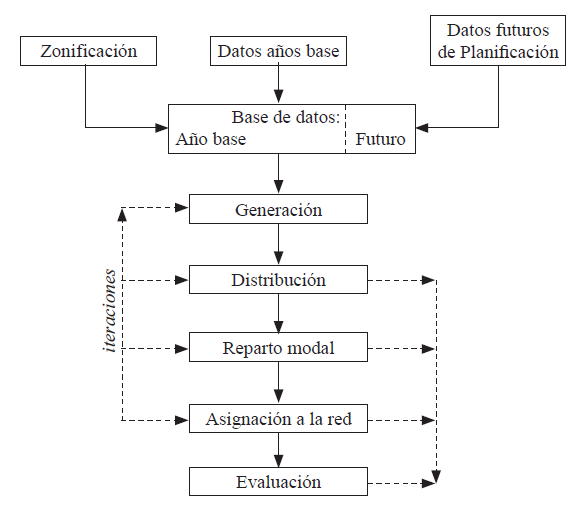 Zonificación
Datos años base
Datos futuros
de Planificación
Base de datos:
Año base
Futuro
Generación
Distribución
iteraciones
Reparto modal
Asignación a la red
Evaluación